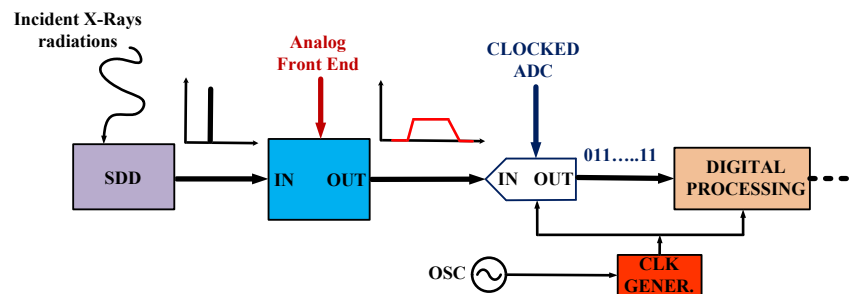 Incident X-Rays
radiations
Analog
Front End
CLOCKED
ADC
SDD
IN OUT
IN OUT
011.....11
DIGITAL
PROCESSING
OSC
CLK
GENER.